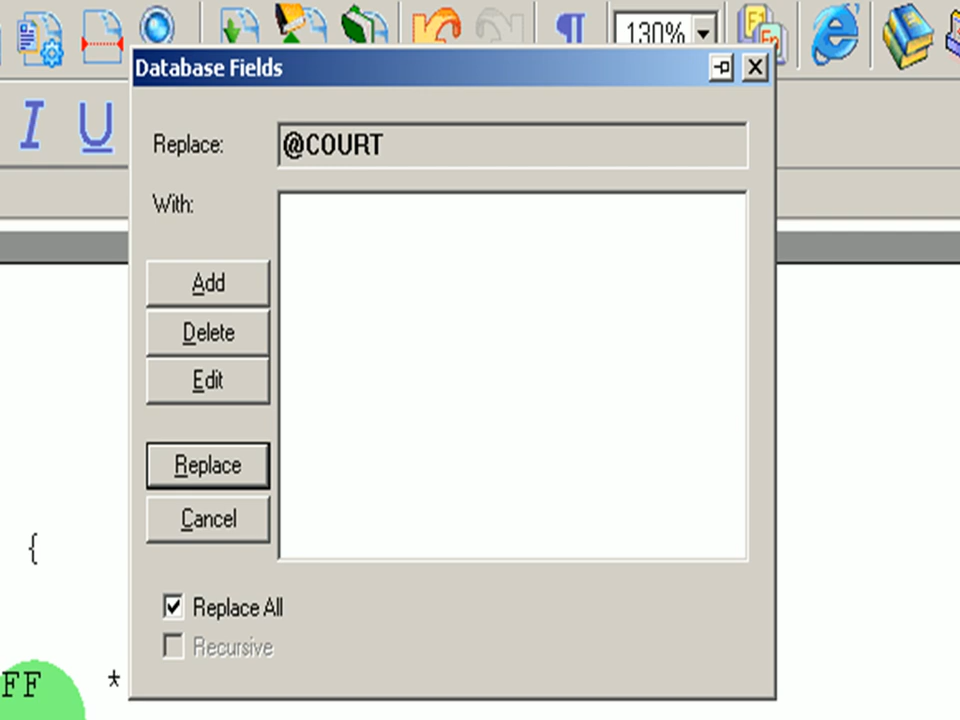 130%
I U
Database Fields
Replace: @COURT
With:
Add
Delete
Edit
Replace
Cancel
{
Replace All
Recursive
FF *